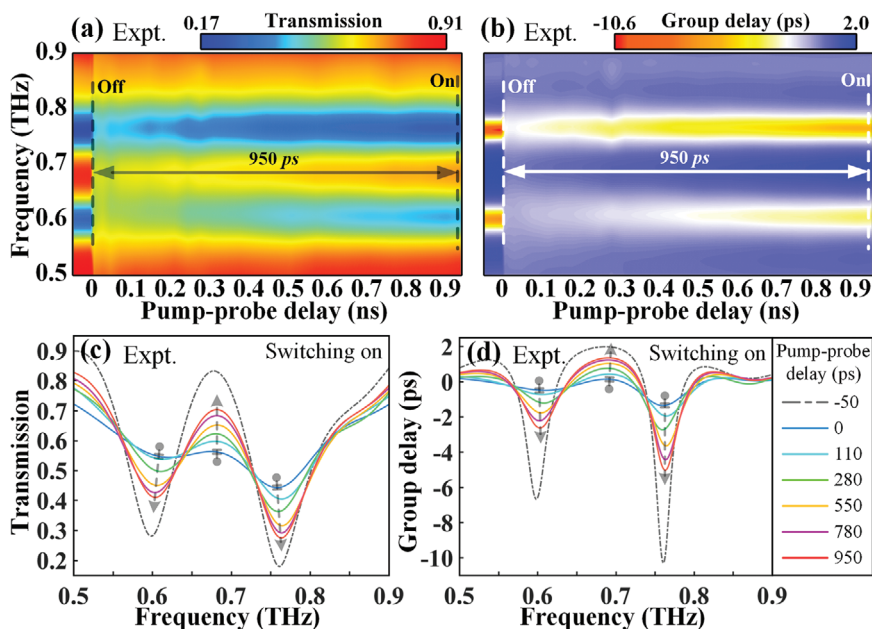 0.17 Transmission 0.91
(a) Expt.
0.9
0.8
0.7
0.6
0.5
Frequency (THz)
Off
On
950 ps
0 0.1 0.2 0.3 0.4 0.5 0.6 0.7 0.8 0.9
Pump-probe delay (ns)
-10.6 Group delay (ps) 2.0
(b) Expt.
Off
On
950 ps
0 0.1 0.2 0.3 0.4 0.5 0.6 0.7 0.8 0.9
Pump-probe delay (ns)
(c) Expt. Switching on
0.9
0.8
0.7
0.6
0.5
0.4
0.3
0.2
Transmission
0.5 0.6 0.7 0.8 0.9
Frequency (THz)
(d) Expt. Switching on
2
0
-2
-4
-6
-8
-10
Group delay (ps)
0.5 0.6 0.7 0.8 0.9
Frequency (THz)
Pump-probe
delay (ps)
-50
0
110
280
550
780
950